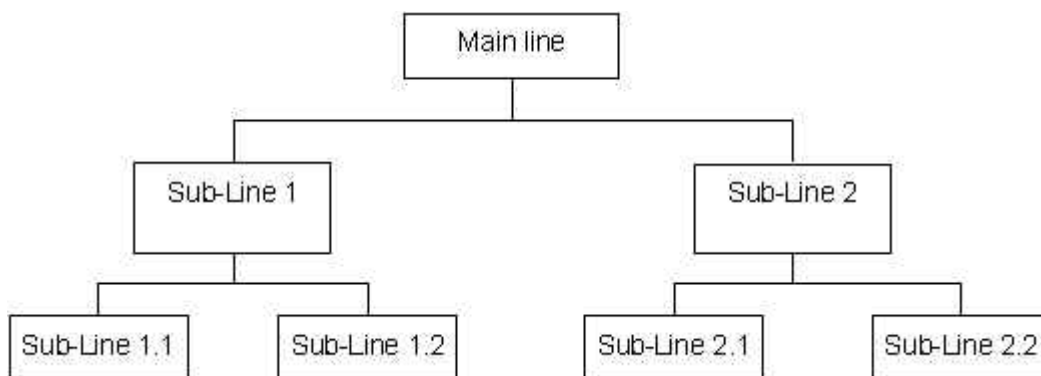 Main line
Sub-Line 1
Sub-Line 2
Sub-Line 1.1
Sub-Line 1.2
Sub-Line 2.1
Sub-Line 2.2